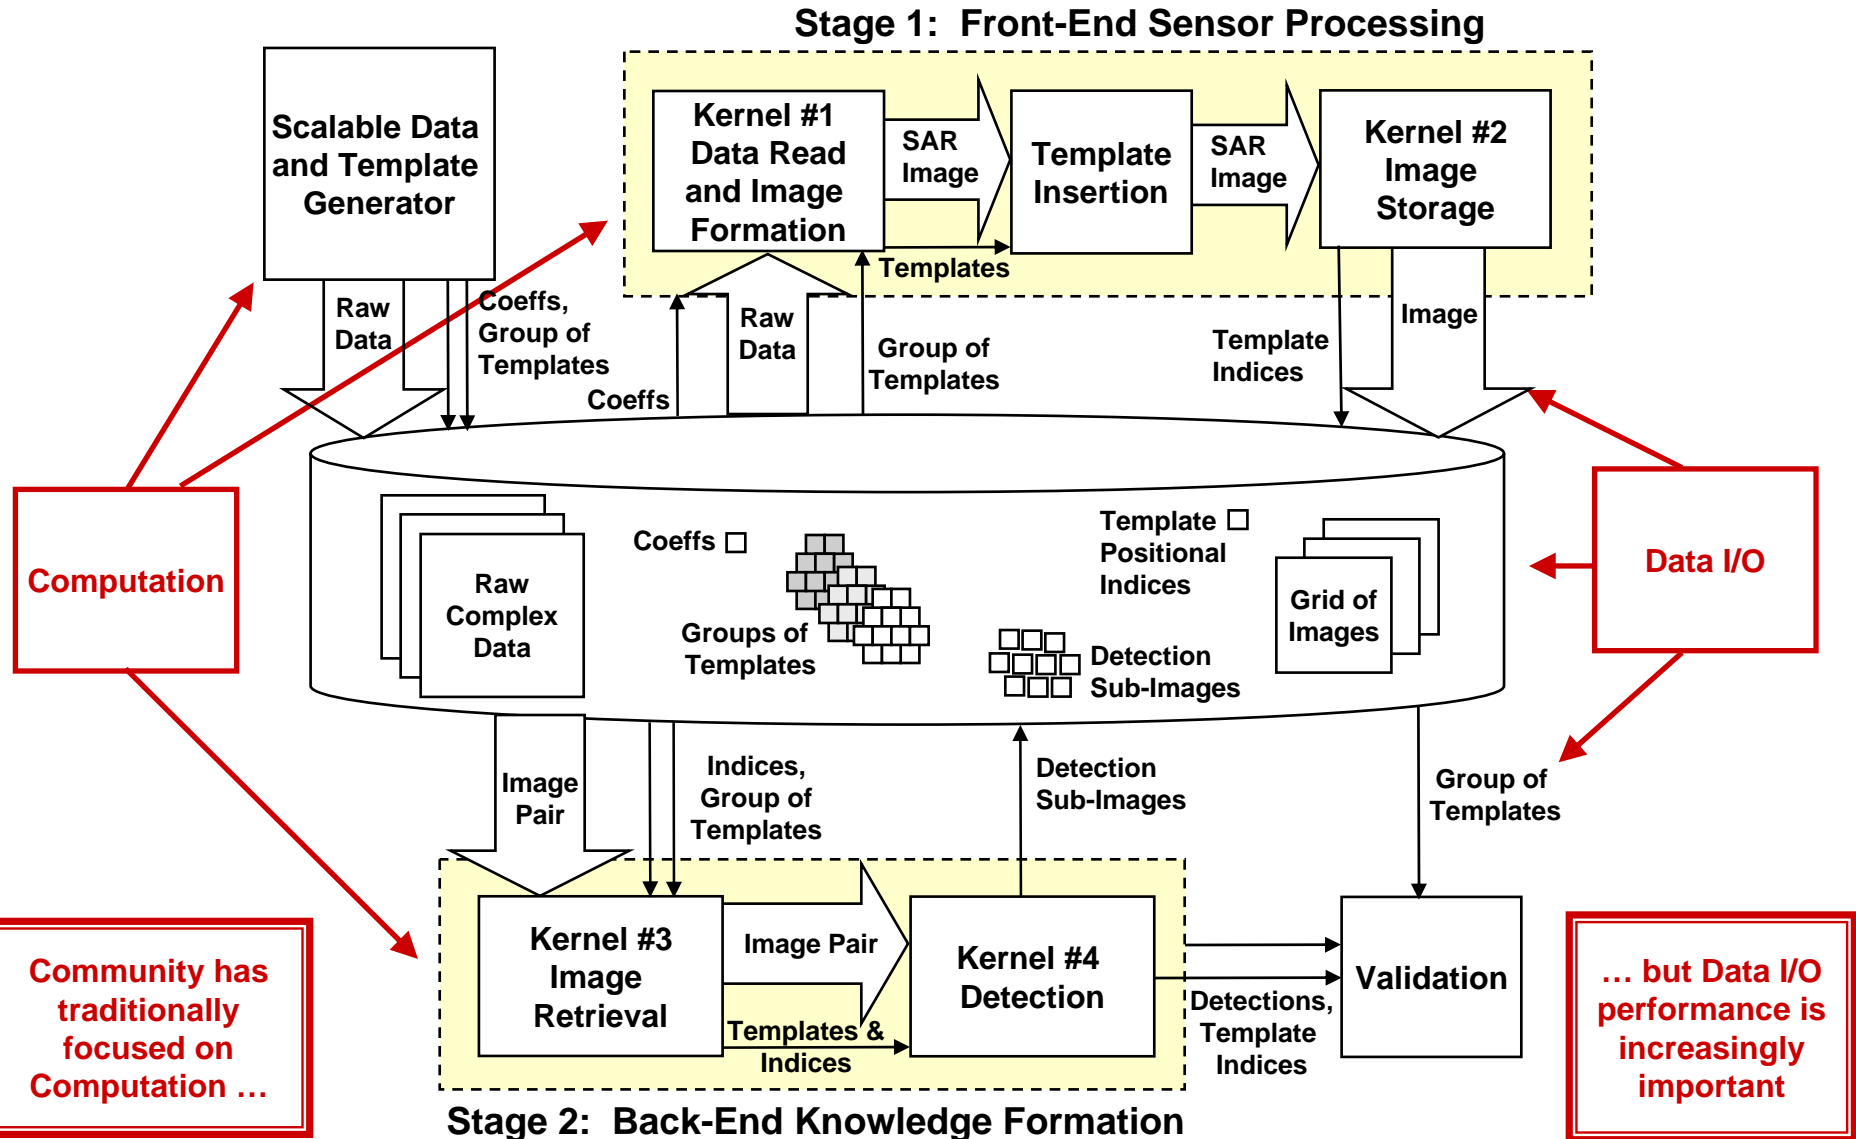 Stage 1: Front-End Sensor Processing
Scalable Data
and Template
Generator
Kernel #1
Data Read
and Image
Formation
SAR
Image
Template
Insertion
SAR
Image
Kernel #2
Image
Storage
Templates
Raw
Data
Coeffs,
Group of
Templates
Coeffs
Raw
Data
Group of
Templates
Template
Indices
Image
Computation
Raw
Complex
Data
Coeffs
Groups of
Templates
Template
Positional
Indices
Detection
Sub-Images
Grid of
Images
Data I/O
Image
Pair
Indices,
Group of
Templates
Detection
Sub-Images
Group of
Templates
Kernel #3
Image
Retrieval
Image Pair
Templates &
Indices
Kernel #4
Detection
Detections,
Template
Indices
Validation
Community has
traditionally
focused on
Computation …
… but Data I/O
performance is
increasingly
important
Stage 2: Back-End Knowledge Formation